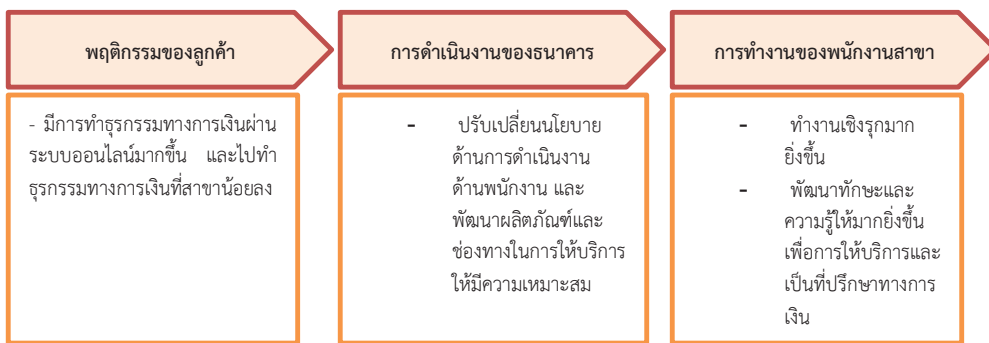 พฤติกรรมของลูกค้า
- มีการทำธุรกรรมทางการเงินผ่าน
ระบบออนไลน์มากขึ้น และไปทำ
ธุรกรรมทางการเงินที่สาขาน้อยลง
การดำเนินงานของธนาคาร
- ปรับเปลี่ยนนโยบาย
ด้านการดำเนินงาน
ด้านพนักงาน และ
พัฒนาผลิตภัณฑ์และ
ช่องทางในการให้บริการ
ให้มีความเหมาะสม
การทำงานของพนักงานสาขา
- ทำงานเชิงรุกมาก
ยิ่งขึ้น
- พัฒนาทักษะและ
ความรู้ให้มากยิ่งขึ้น
เพื่อการให้บริการและ
เป็นที่ปรึกษาทางการ
เงิน